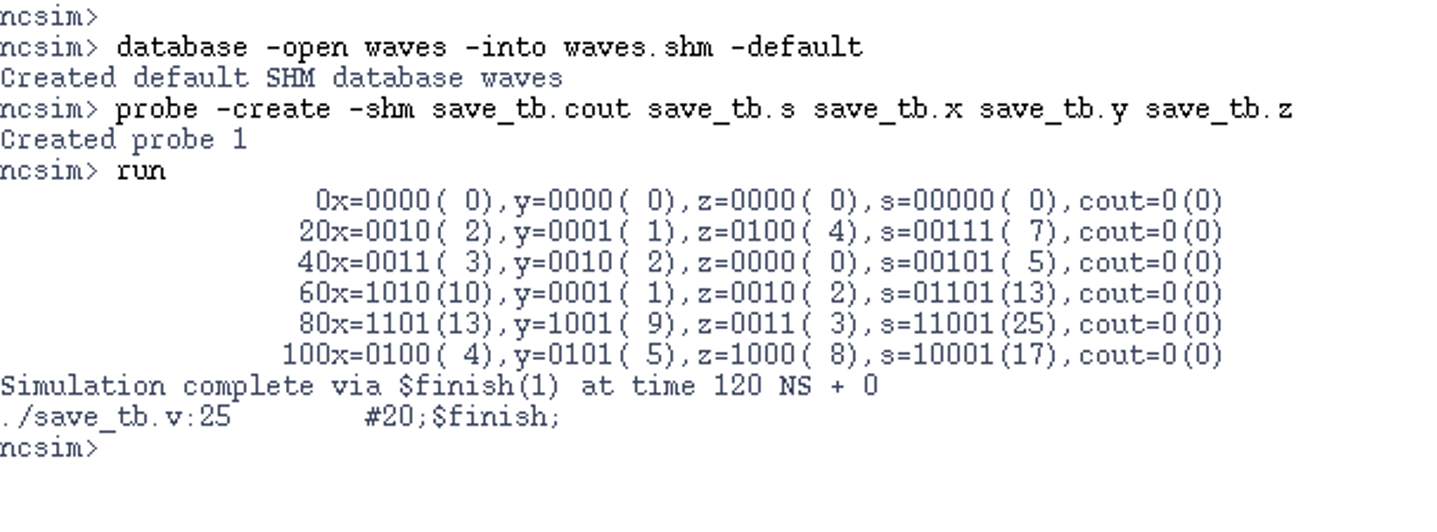 ncsim>
ncsim> database -open waves -into waves.shm -default
Created default SHM database waves
ncsim> probe -create -shm save_tb.cout save_tb.s save_tb.x save_tb.y save_tb.z
Created probe 1
ncsim> run
0x=0000( 0),y=0000( 0),z=0000( 0),s=00000( 0),cout=0(0)
20x=0010( 2),y=0001( 1),z=0100( 4),s=00111( 7),cout=0(0)
40x=0011( 3),y=0010( 2),z=0000( 0),s=00101( 5),cout=0(0)
60x=1010(10),y=0001( 1),z=0010( 2),s=01101(13),cout=0(0)
80x=1101(13),y=1001( 9),z=0011( 3),s=11001(25),cout=0(0)
100x=0100( 4),y=0101( 5),z=1000( 8),s=10001(17),cout=0(0)
Simulation complete via $finish(1) at time 120 NS + 0
./save_tb.v:25        #20;$finish;
ncsim>